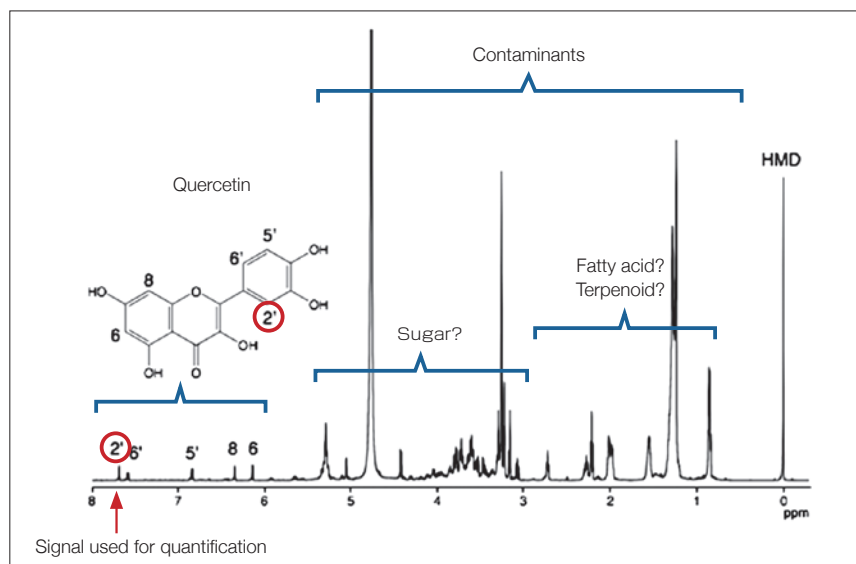 Contaminants
HMD
Quercetin
5'
6'
OH
8
HO
O
OH
2'
6
OH
OH
O
Fatty acid?
Terpenoid?
Sugar?
2'
6'
5'
8
6
8
7
6
5
4
3
2
1
0
ppm
Signal used for quantification